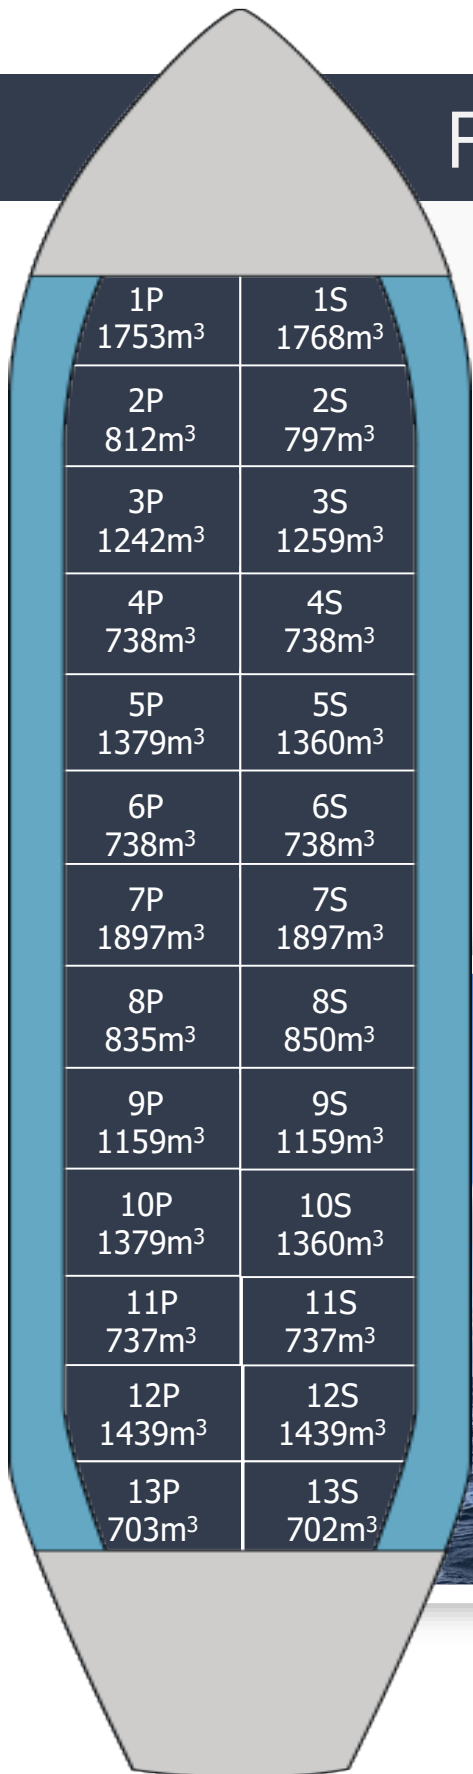 F
1P 1S
1753m³ 1768m³
2P 2S
812m³ 797m³
3P 3S
1242m³ 1259m³
4P 4S
738m³ 738m³
5P 5S
1379m³ 1360m³
6P 6S
738m³ 738m³
7P 7S
1897m³ 1897m³
8P 8S
835m³ 850m³
9P 9S
1159m³ 1159m³
10P 10S
1379m³ 1360m³
11P 11S
737m³ 737m³
12P 12S
1439m³ 1439m³
13P 13S
703m³ 702m³